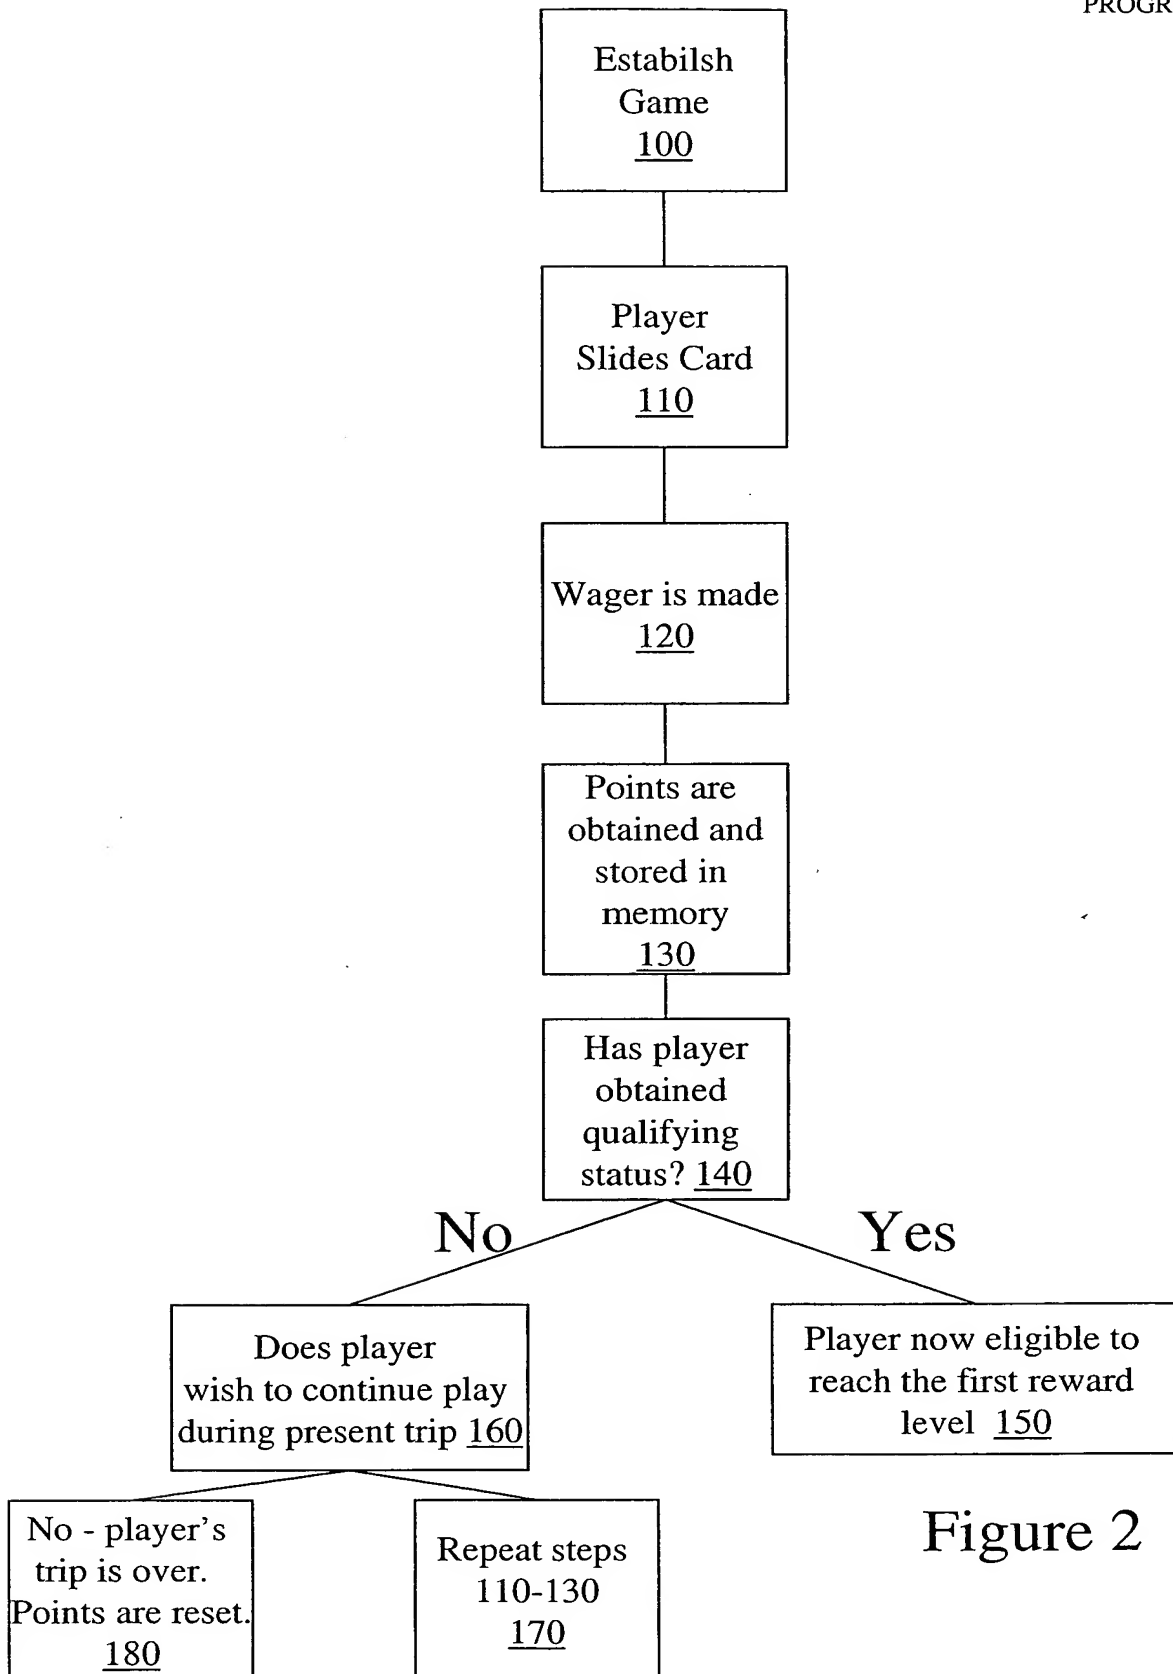 PROGR
Estabilsh
Game
100
Player
Slides Card
110
Wager is made
120
Points are
obtained and
stored in
memory
130
Has player
obtained
qualifying
status? 140
No
Yes
Does player
wish to continue play
during present trip 160
Player now eligible to
reach the first reward
level 150
No - player's
trip is over.
Points are reset.
180
Repeat steps
110-130
170
Figure 2